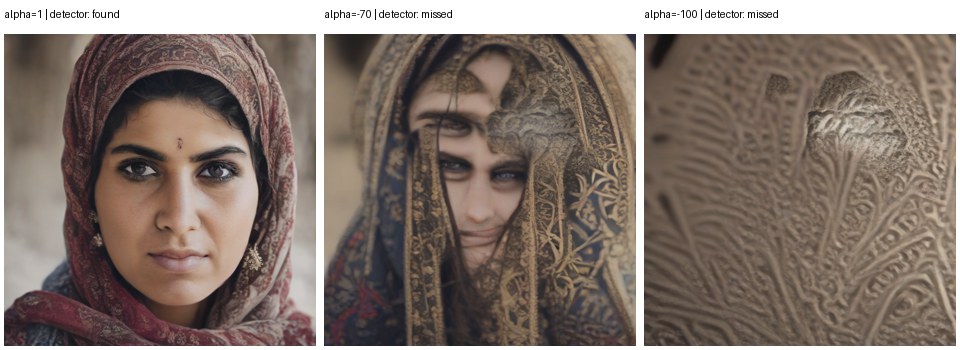 alpha=1 | detector: found
alpha=-70 | detector: missed
alpha=-100 | detector: missed